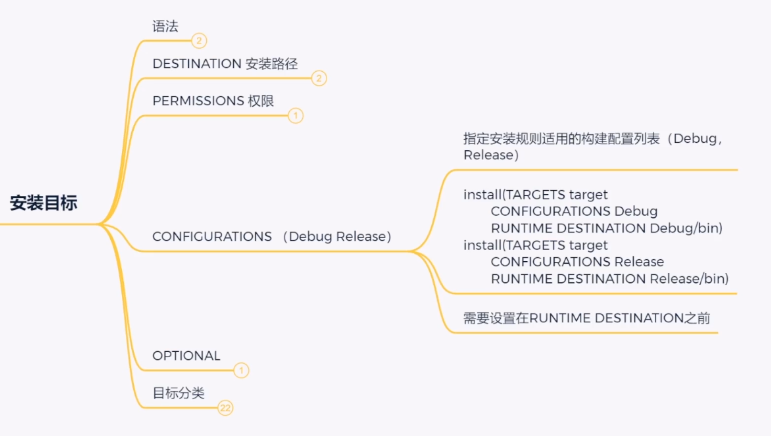 语法
2
DESTINATION 安装路径
2
PERMISSIONS 权限
1
安装目标
CONFIGURATIONS （Debug Release）
指定安装规则适用的构建配置列表（Debug，
Release）
install(TARGETS target
CONFIGURATIONS Debug
RUNTIME DESTINATION Debug/bin)
install(TARGETS target
CONFIGURATIONS Release
RUNTIME DESTINATION Release/bin)
需要设置在RUNTIME DESTINATION之前
OPTIONAL
1
目标分类
22